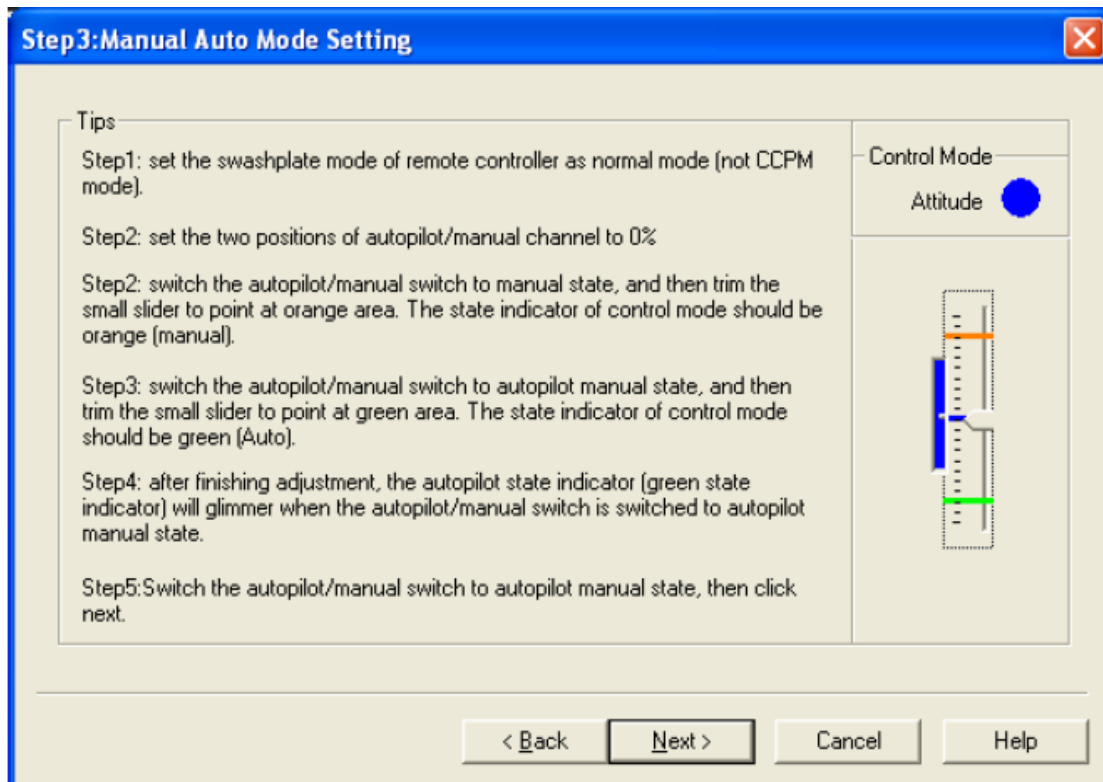 Step3:Manual Auto Mode Setting
Tips
Step1: set the swashplate mode of remote controller as normal mode (not CCPM
mode).
Step2: set the two positions of autopilot/manual channel to 0%
Step2: switch the autopilot/manual switch to manual state, and then trim the
small slider to point at orange area. The state indicator of control mode should be
orange (manual).
Step3: switch the autopilot/manual switch to autopilot manual state, and then
trim the small slider to point at green area. The state indicator of control mode
should be green (Auto).
Step4: after finishing adjustment, the autopilot state indicator (green state
indicator) will glimmer when the autopilot/manual switch is switched to autopilot
manual state.
Step5:Switch the autopilot/manual switch to autopilot manual state, then click
next.
Control Mode
Attitude
< Back
Next >
Cancel
Help